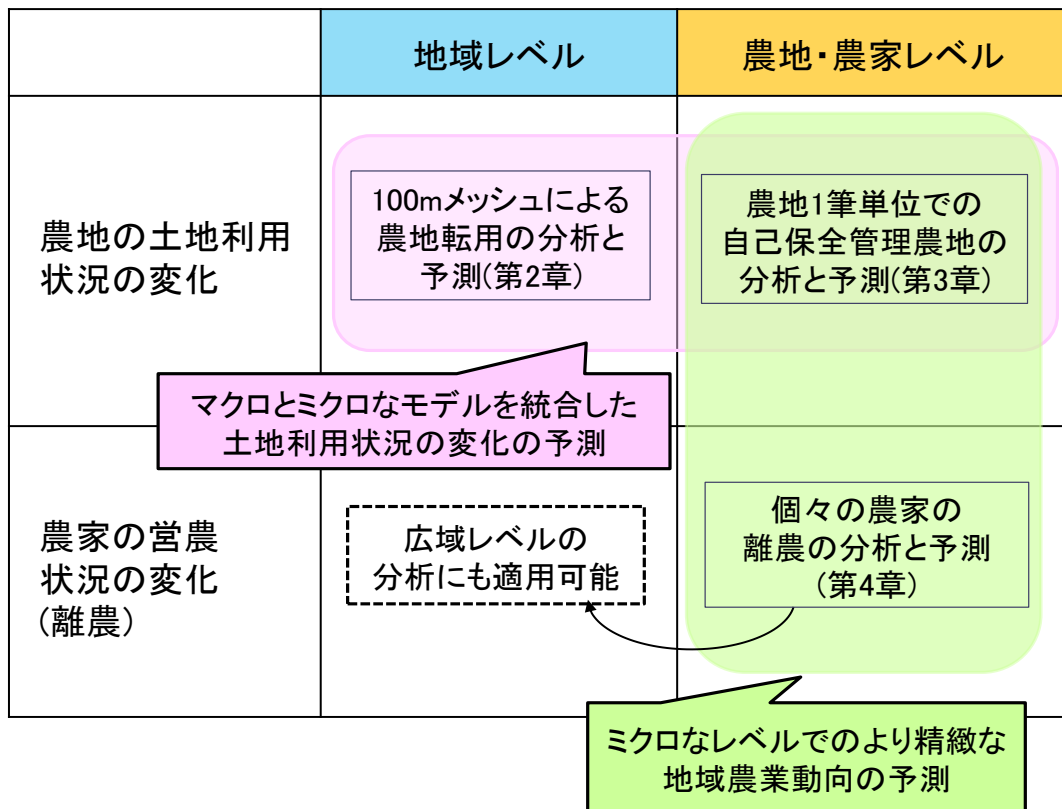 地域レベル
農地・農家レベル
農地の土地利用
状況の変化
100mメッシュによる
農地転用の分析と
予測(第2章)
農地1筆単位での
自己保全管理農地の
分析と予測(第3章)
マクロとミクロなモデルを統合した
土地利用状況の変化の予測
農家の営農
状況の変化
(離農)
広域レベルの
分析にも適用可能
個々の農家の
離農の分析と予測
(第4章)
ミクロなレベルでのより精緻な
地域農業動向の予測